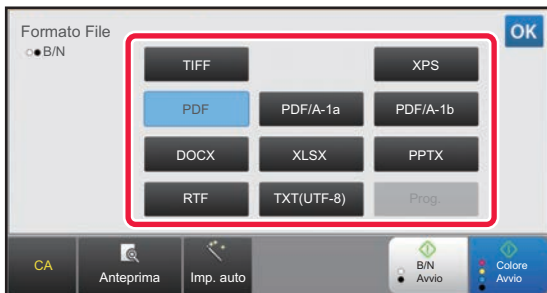 Formato File
OK
B/N
TIFF XPS
PDF PDF/A-1a PDF/A-1b
DOCX XLSX PPTX
RTF TXT(UTF-8) Prog.
CA Anteprima Imp. auto
B/N
Avvio
Colore
Avvio